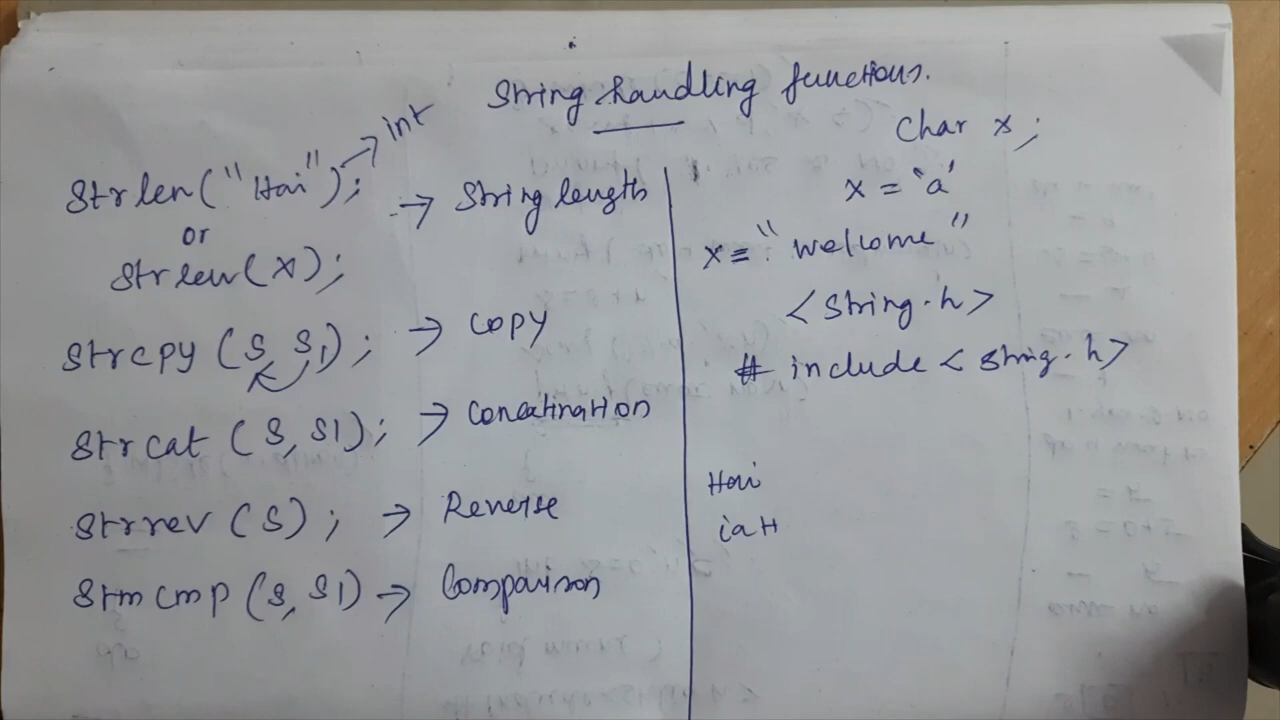 String handling functions.
Strlen("Hai"); → int → String length
or
Strlen(X);
Strcpy (S, S1); → Copy
Strcat (S, S1); → Concatination
Strrev (S); → Reverse
Strmcmp (S, S1) → Comparison
Char x;
x = 'a'
x = "welcome"
<String.h>
# include <string.h>
Hai
iaH